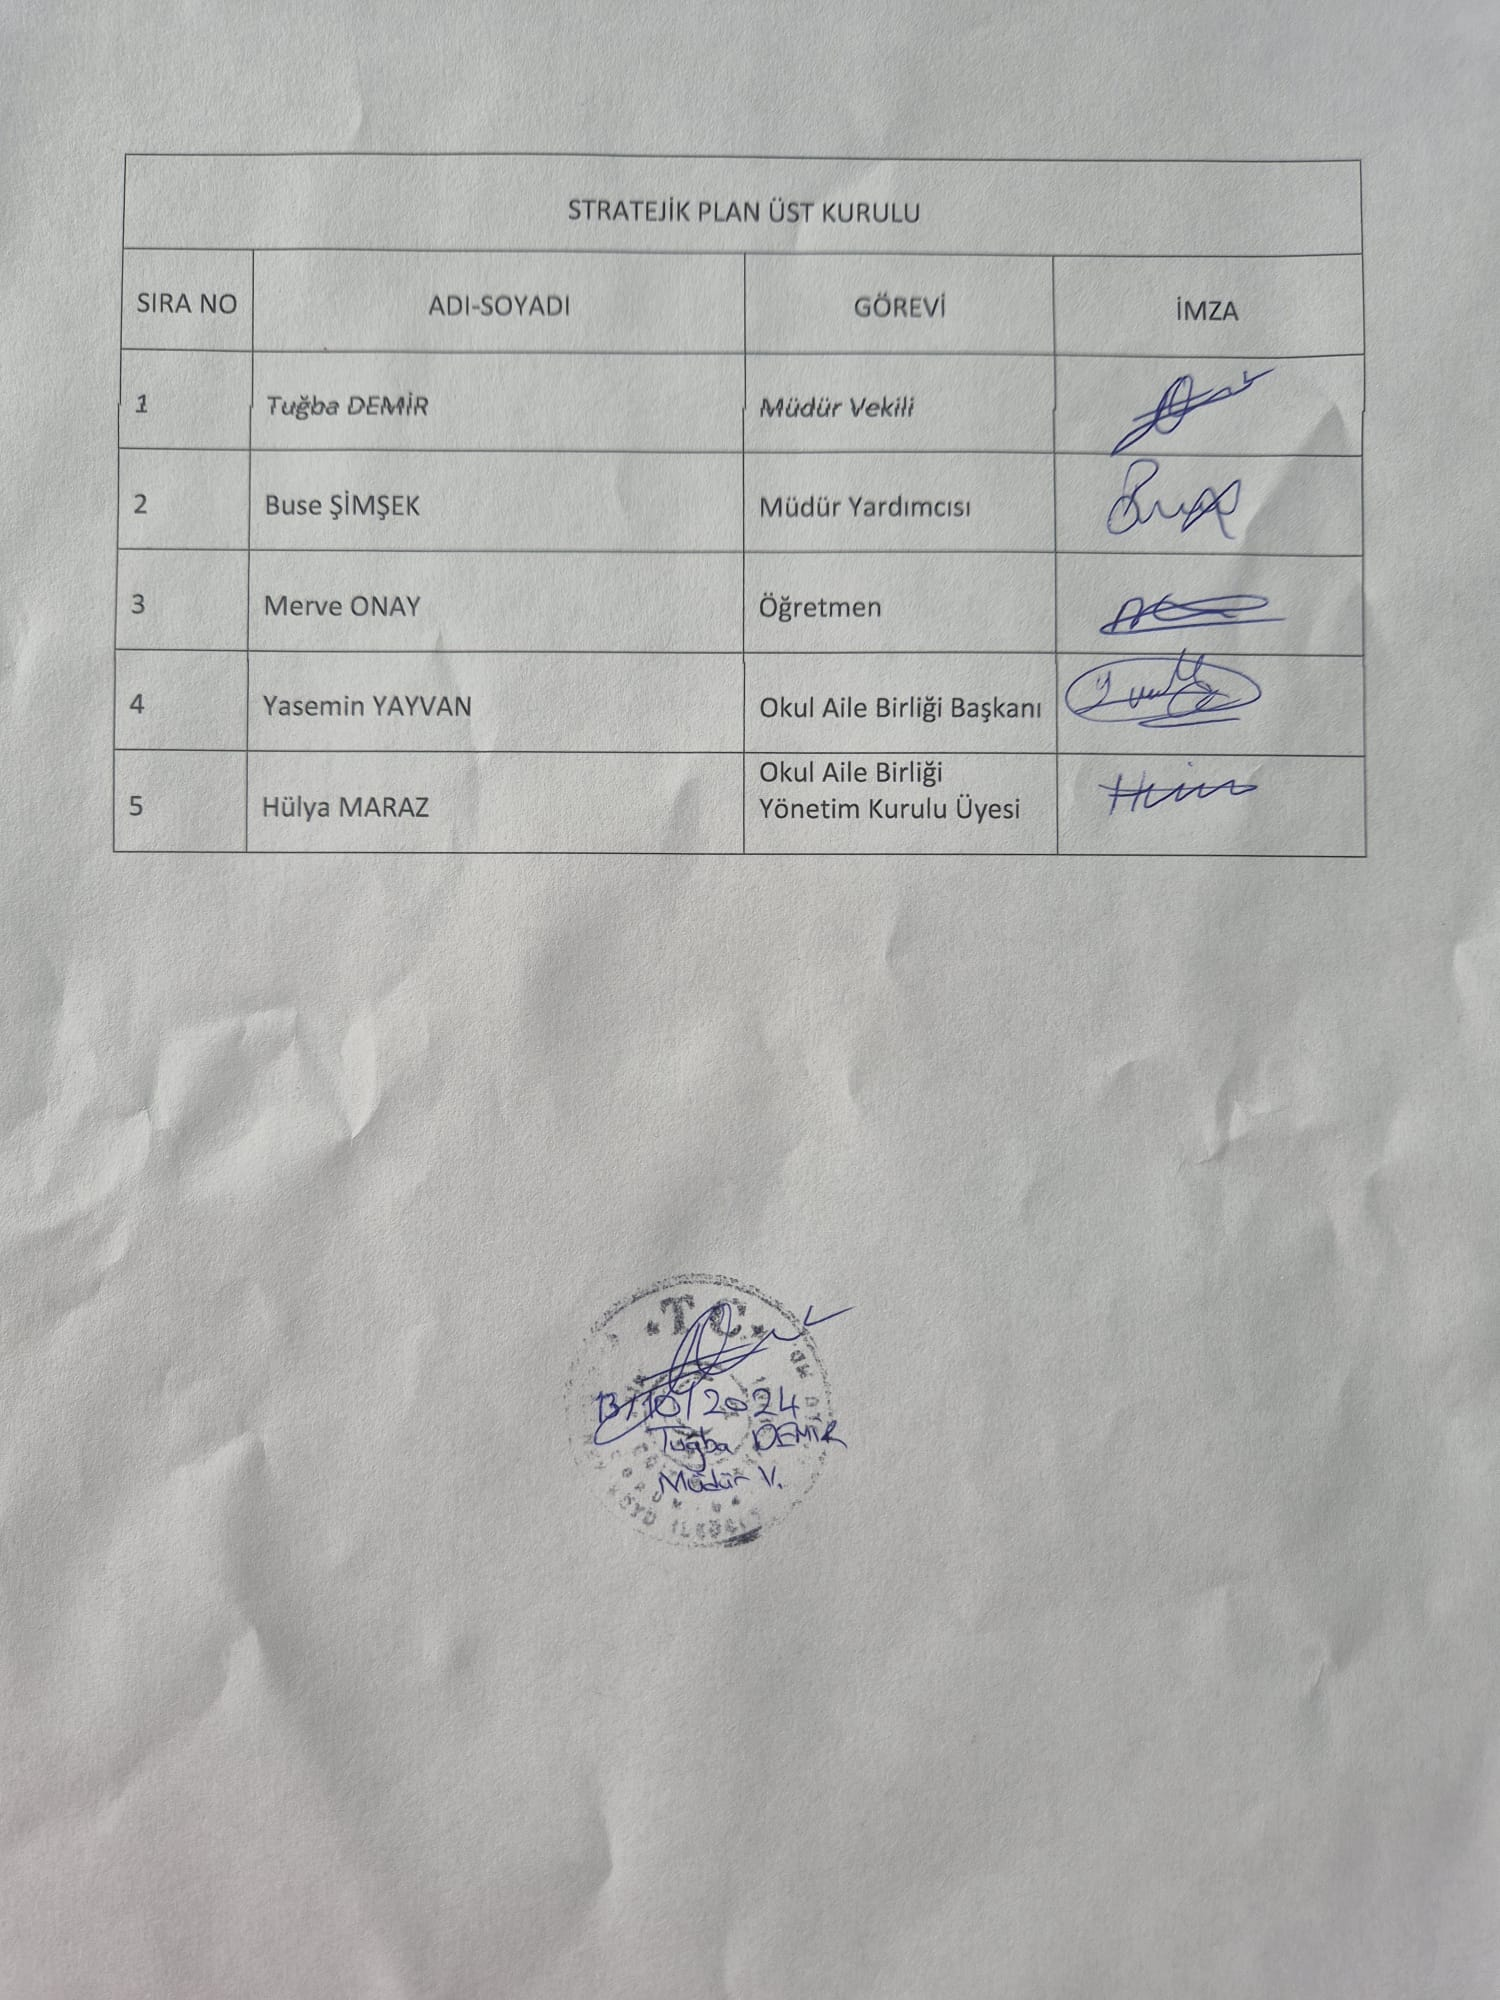 STRATEJİK PLAN ÜST KURULU
SIRA NO ADI-SOYADI GÖREVİ İMZA
1 Tuğba DEMİR Müdür Vekili
2 Buse ŞİMŞEK Müdür Yardımcısı
3 Merve ONAY Öğretmen
4 Yasemin YAYVAN Okul Aile Birliği Başkanı
5 Hülya MARAZ Okul Aile Birliği
Yönetim Kurulu Üyesi
T.C.
13/10/2024
Tuğba DEMİR
Müdür V.